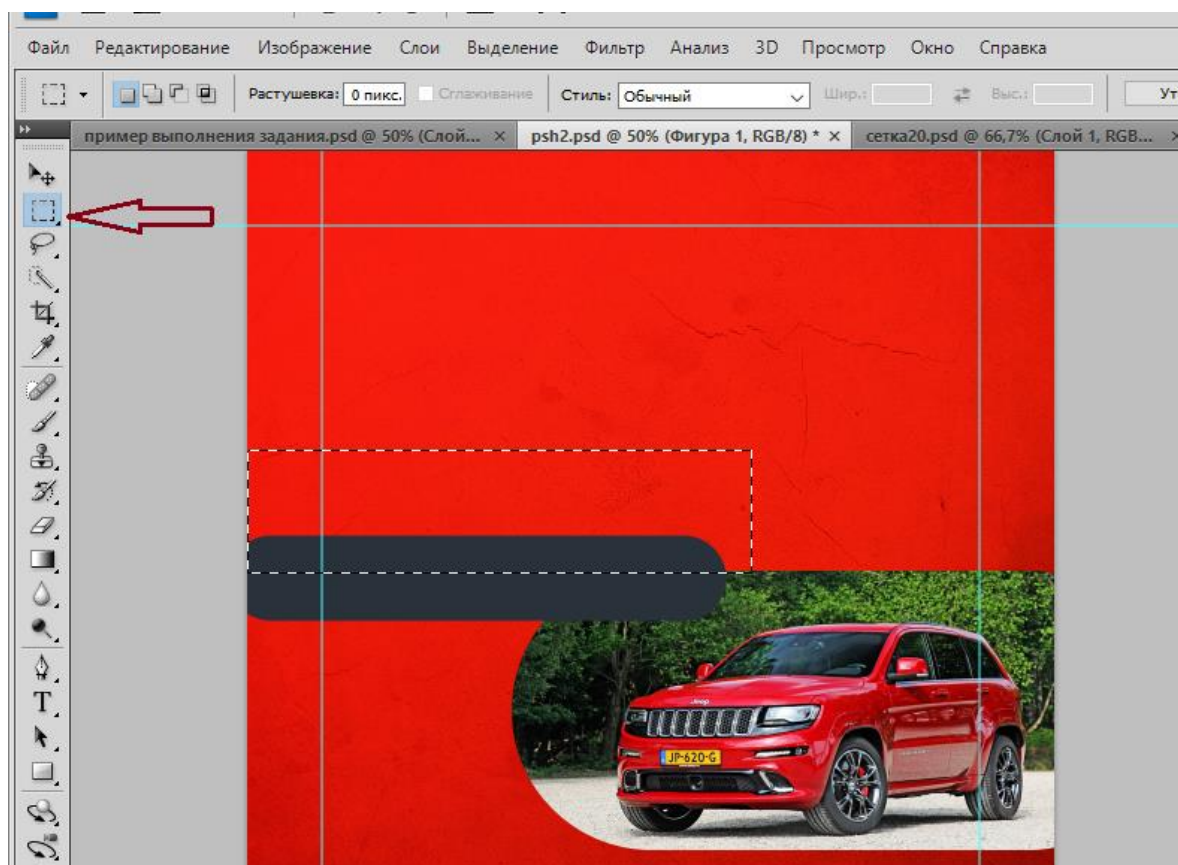 Файл Редактирование Изображение Слои Выделение Фильтр Анализ 3D Просмотр Окно Справка
Растушевка: 0 пикс. Сглаживание Стиль: Обычный Шир.: Выс.: Ут
пример выполнения задания.psd @ 50% (Слой... × psh2.psd @ 50% (Фигура 1, RGB/8) * × сетка20.psd @ 66,7% (Слой 1, RGB... ×
T
Jeep
JP-620-G